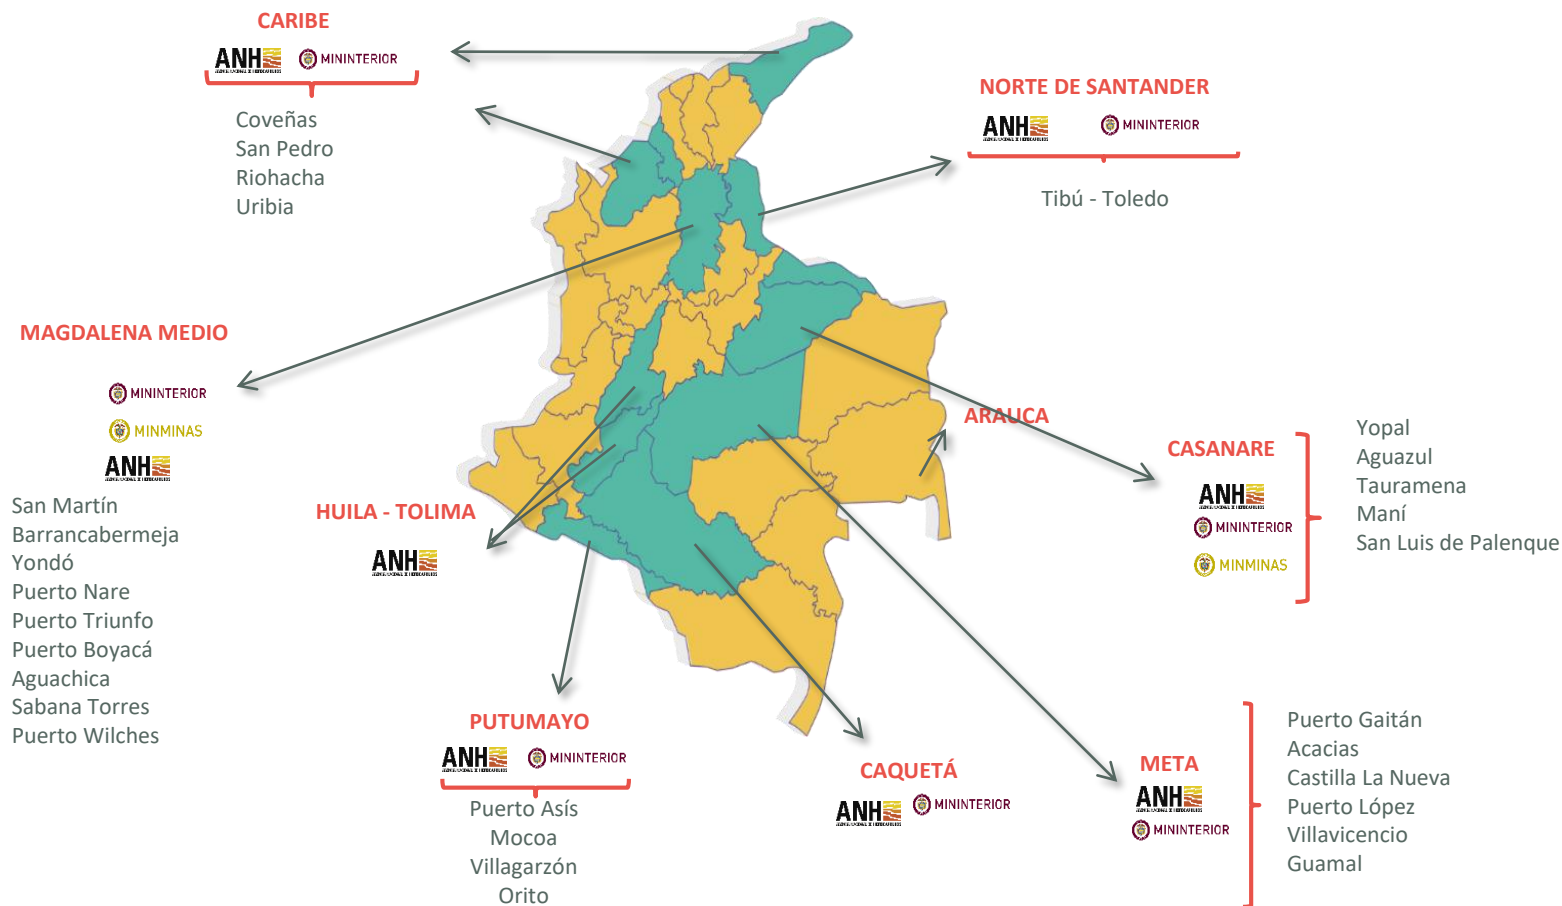 CARIBE
ANH MININTERIOR
Coveñas
San Pedro
Riohacha
Uribia
NORTE DE SANTANDER
ANH MININTERIOR
Tibú - Toledo
MAGDALENA MEDIO
MININTERIOR
MINMINAS
ANH
San Martín
Barrancabermeja
Yondó
Puerto Nare
Puerto Triunfo
Puerto Boyacá
Aguachica
Sabana Torres
Puerto Wilches
HUILA - TOLIMA
ANH
ARAUCA
CASANARE
ANH
MININTERIOR
MINMINAS
Yopal
Aguazul
Tauramena
Maní
San Luis de Palenque
PUTUMAYO
ANH MININTERIOR
Puerto Asís
Mocoa
Villagarzón
Orito
CAQUETÁ
ANH MININTERIOR
META
ANH
MININTERIOR
Puerto Gaitán
Acacias
Castilla La Nueva
Puerto López
Villavicencio
Guamal